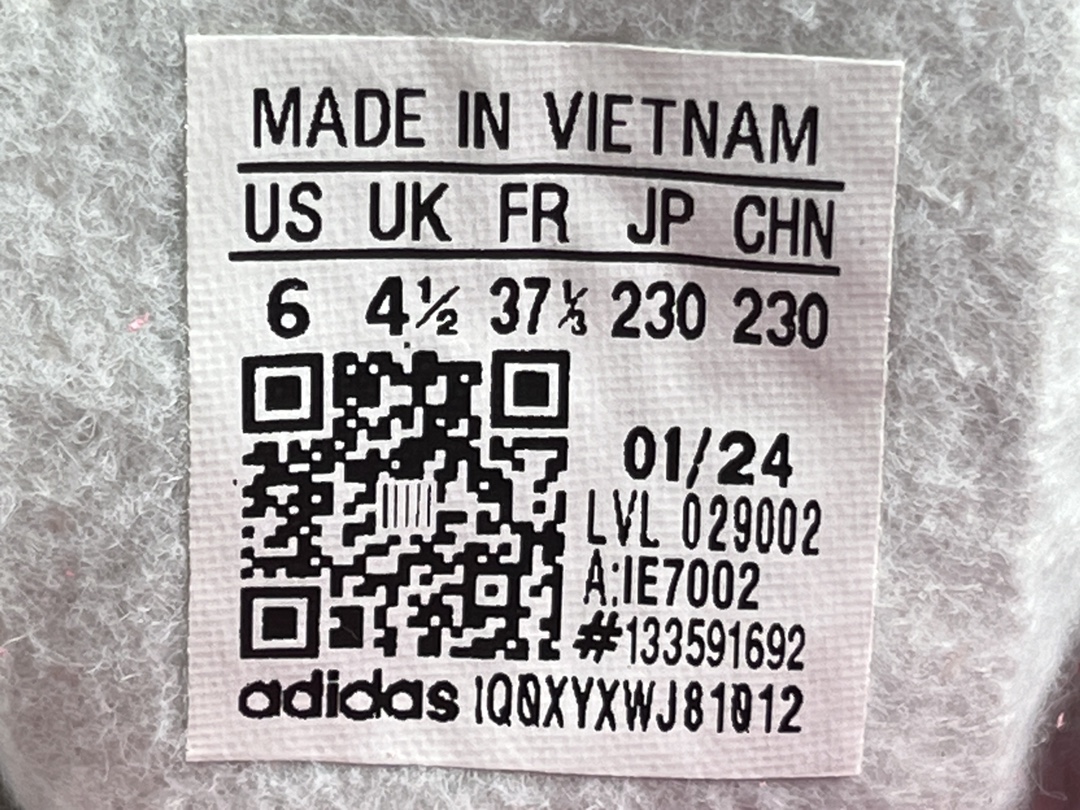 MADE IN VIETNAM
US UK FR JP CHN
6 4½ 37⅓ 230 230
01/24
LVL 029002
A:IE7002
#133591692
adidas 1Q0XYXWJ81012